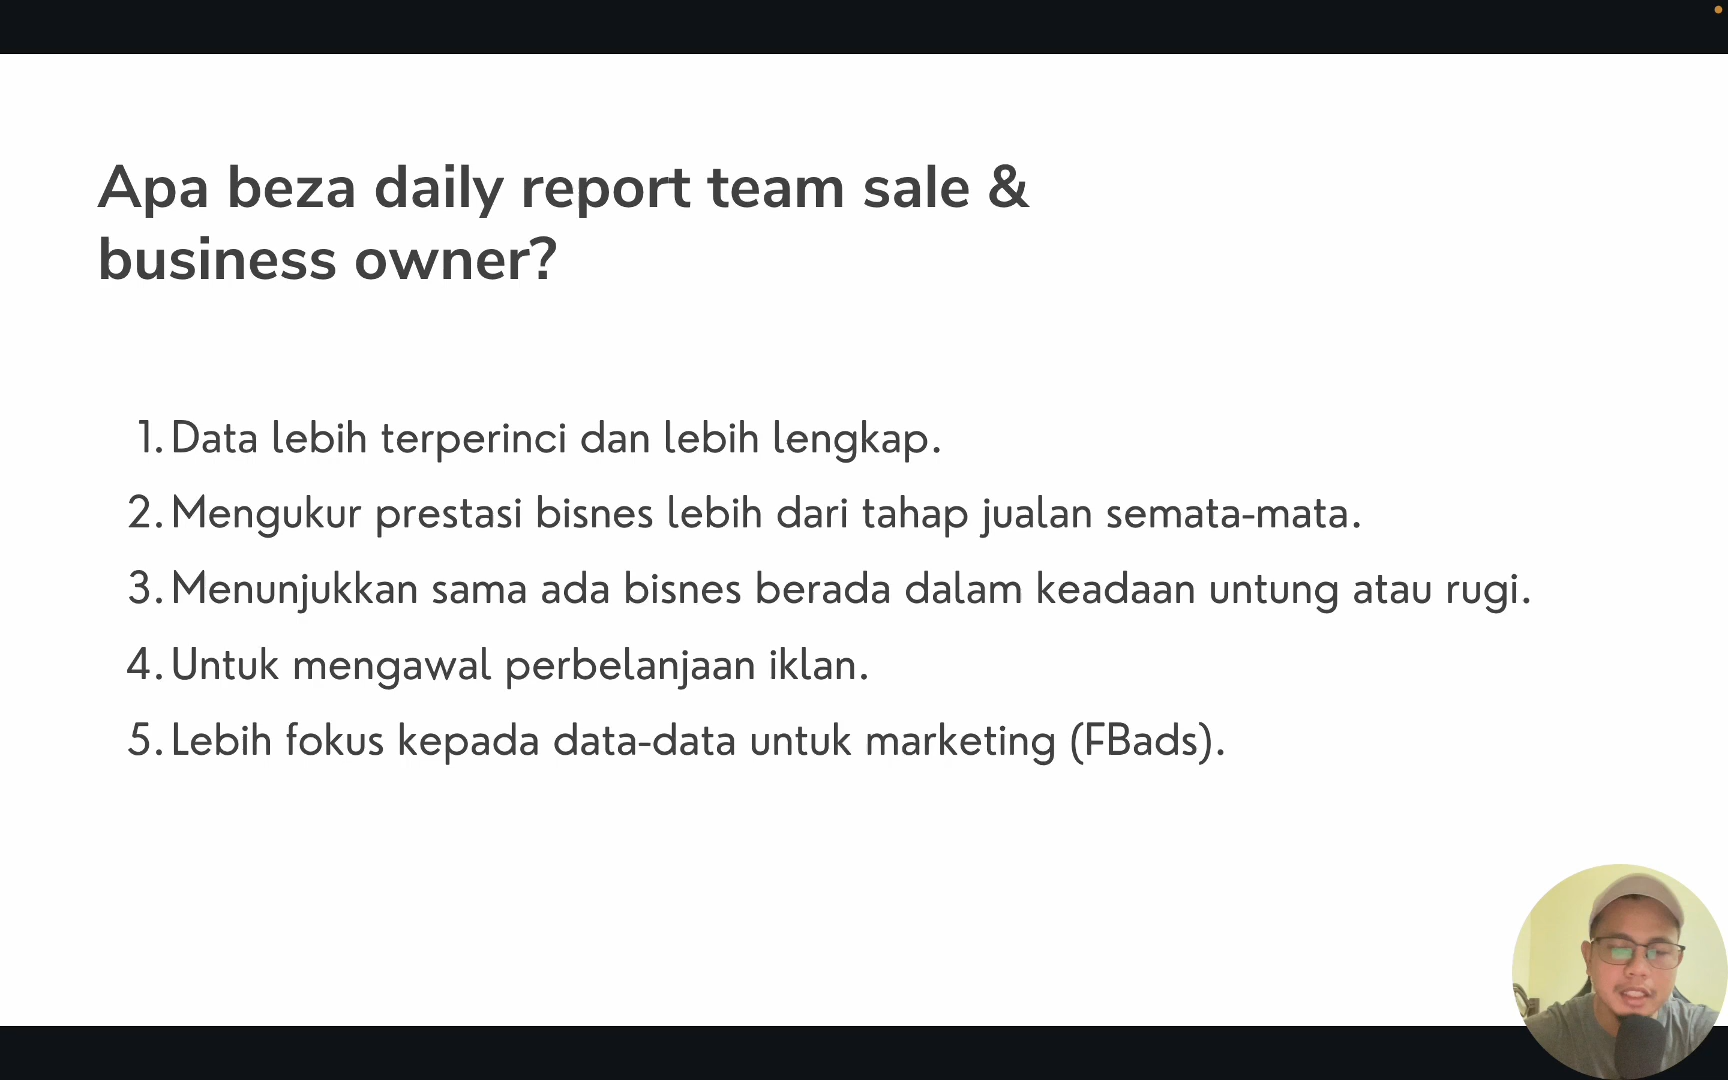 Apa beza daily report team sale &
business owner?
1. Data lebih terperinci dan lebih lengkap.
2. Mengukur prestasi bisnes lebih dari tahap jualan semata-mata.
3. Menunjukkan sama ada bisnes berada dalam keadaan untung atau rugi.
4. Untuk mengawal perbelanjaan iklan.
5. Lebih fokus kepada data-data untuk marketing (FBads).